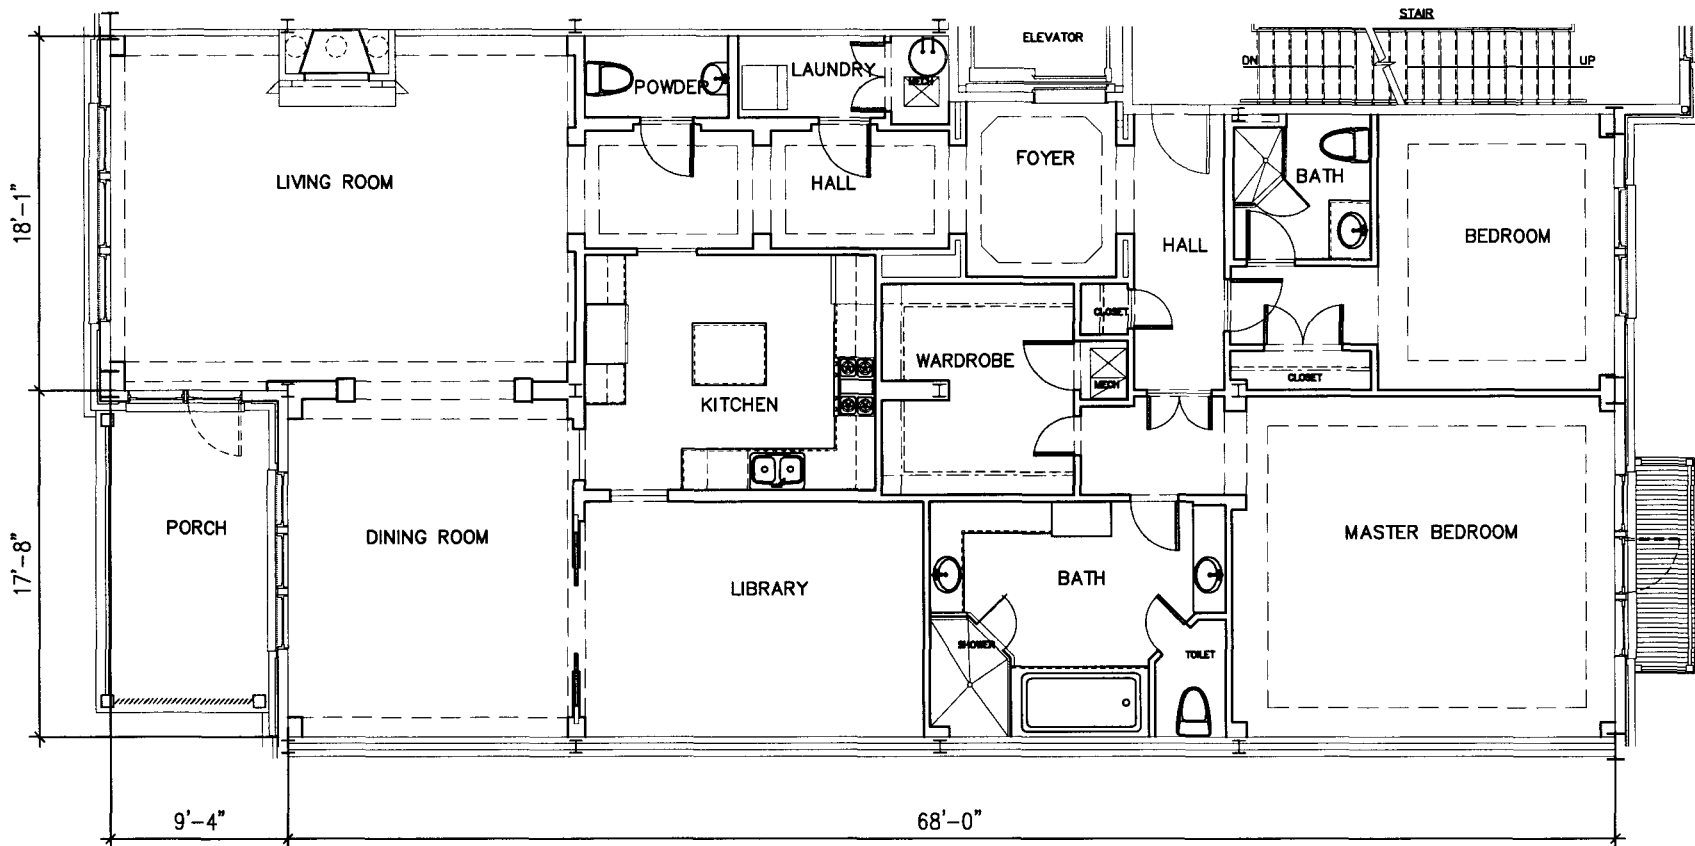 STAIR
ELEVATOR
DN
UP
LAUNDRY
MECH
POWDER
FOYER
LIVING ROOM
HALL
BATH
18'-1"
HALL
BEDROOM
CLOSET
WARDROBE
MECH
CLOSET
KITCHEN
PORCH
DINING ROOM
MASTER BEDROOM
17'-8"
BATH
LIBRARY
SHOWER
TOILET
9'-4"
68'-0"